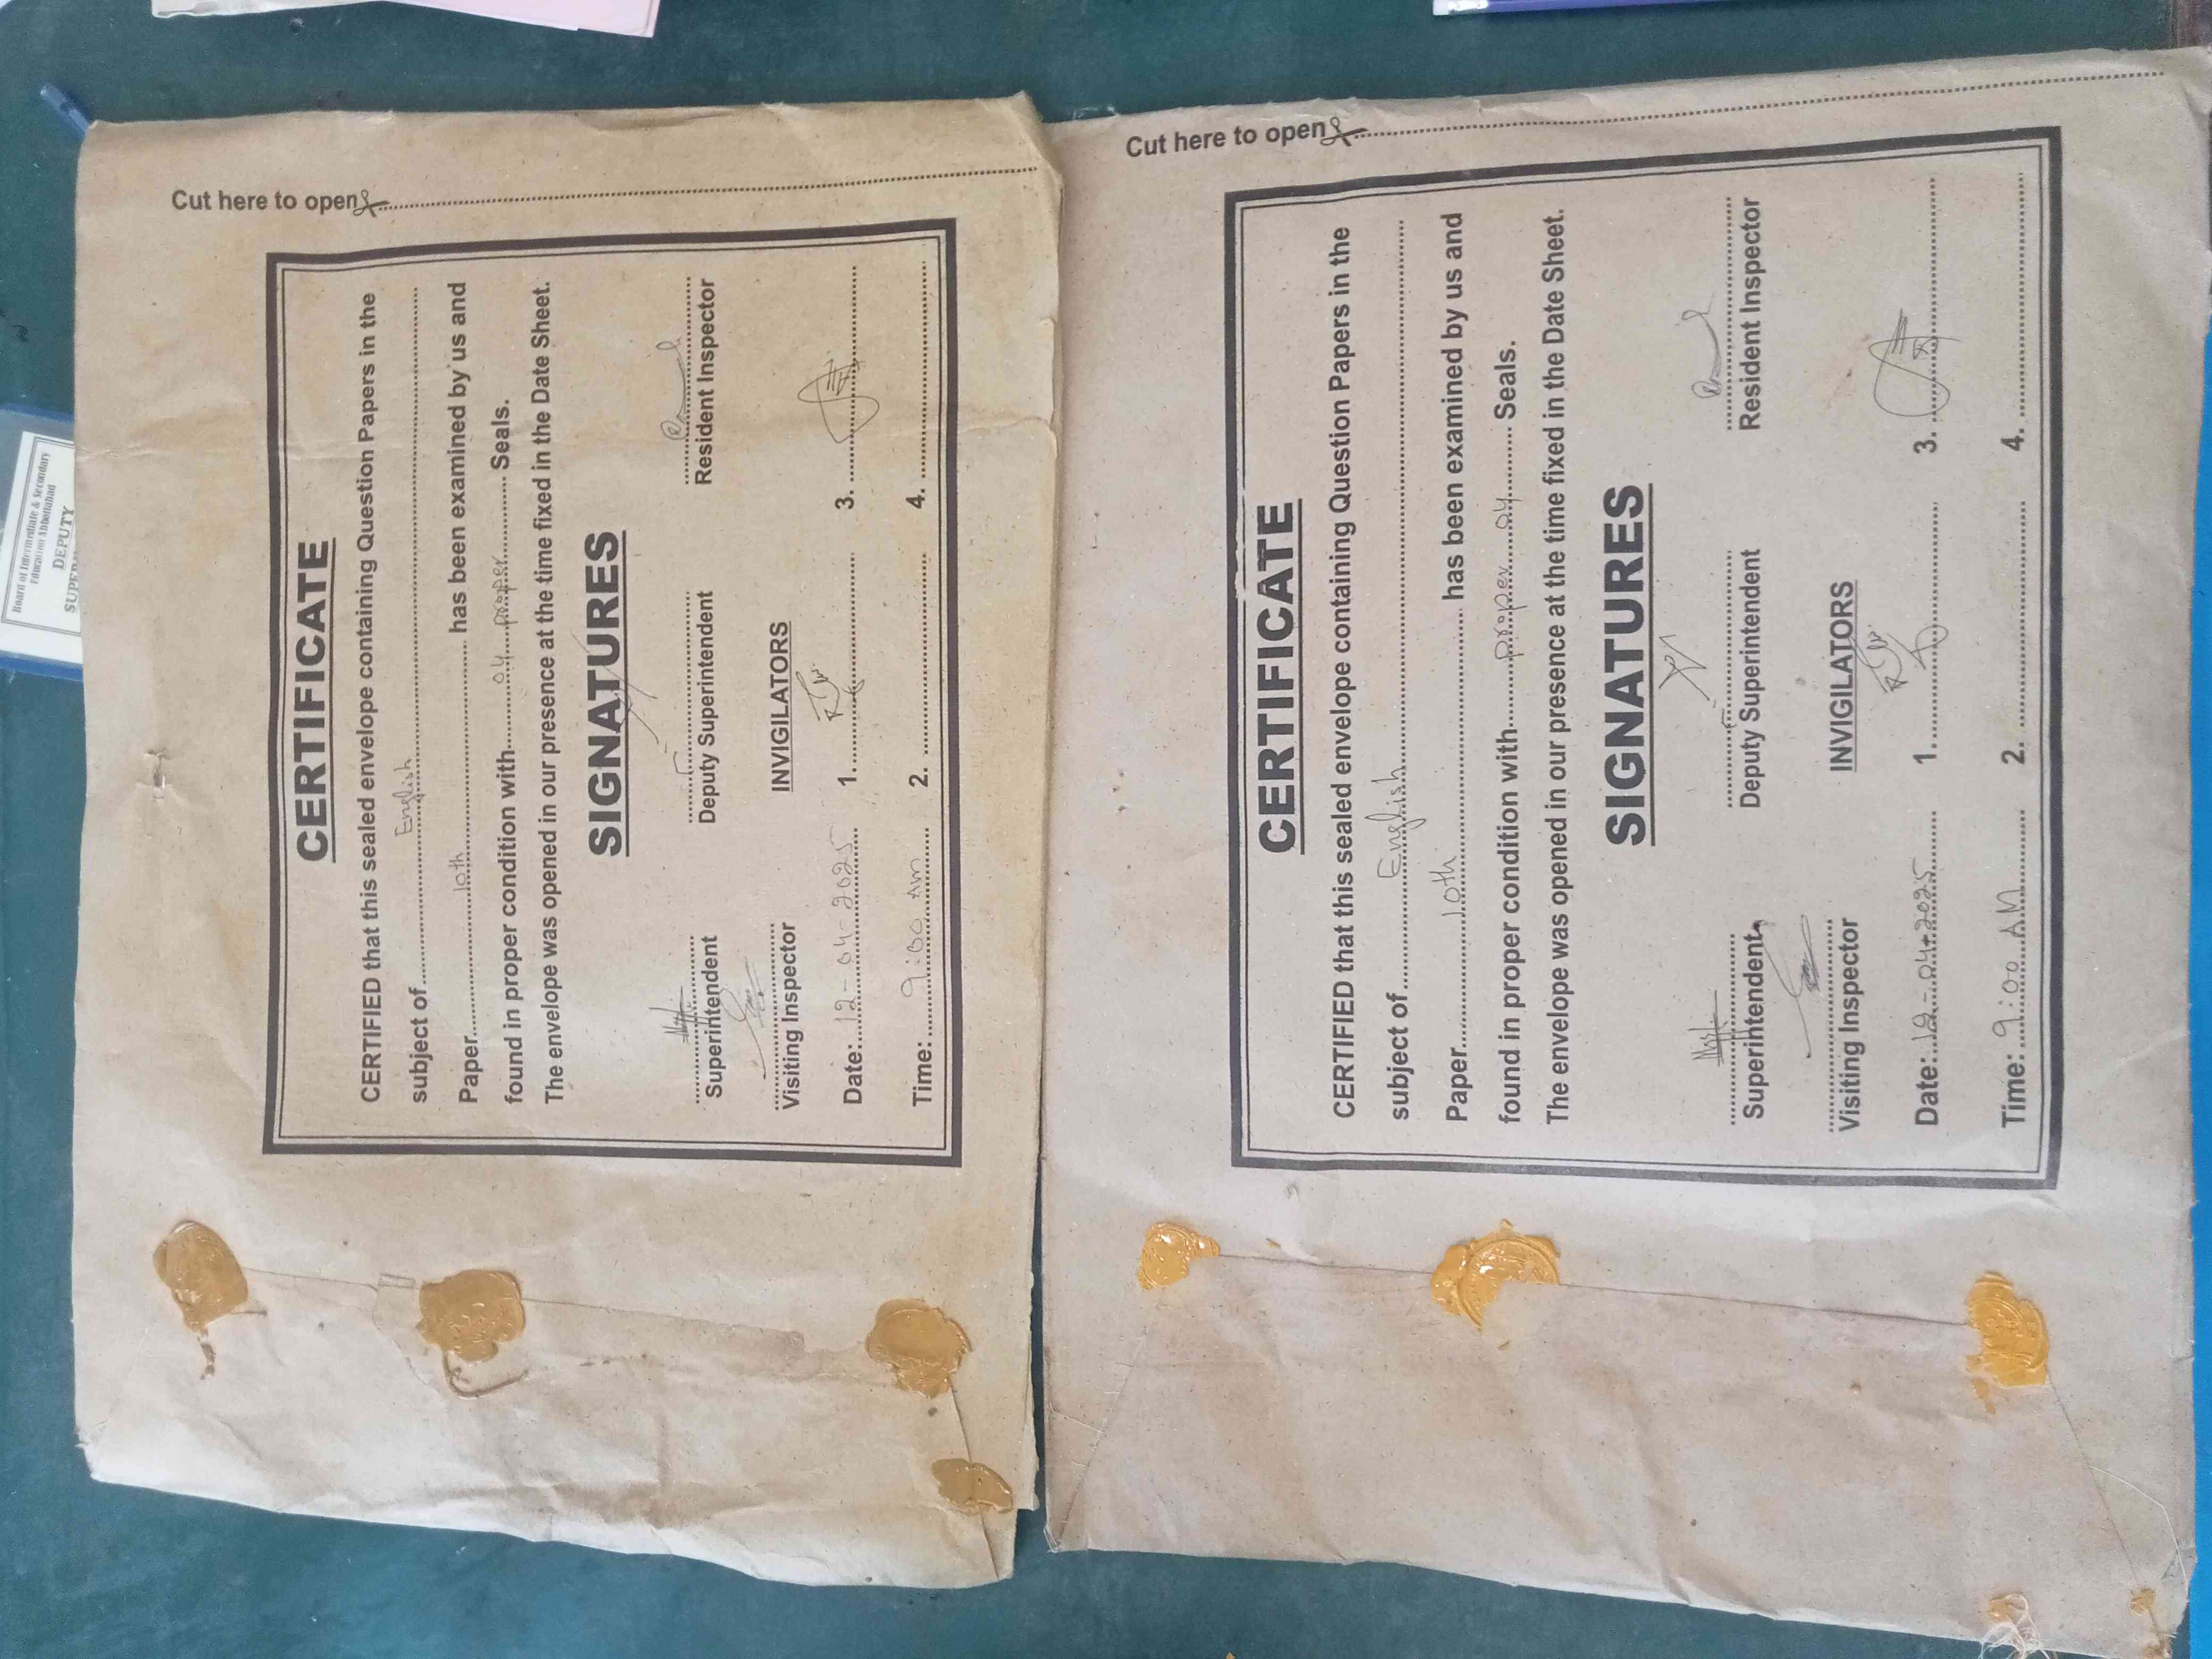 Board of Intermediate & Secondary
Education Abbottabad
DEPUTY
Cut here to open
CERTIFICATE
CERTIFIED that this sealed envelope containing Question Papers in the
subject of English
Paper 10th has been examined by us and
found in proper condition with 04 proper Seals.
The envelope was opened in our presence at the time fixed in the Date Sheet.
SIGNATURES
Superintendent Deputy Superintendent Resident Inspector
Visiting Inspector INVIGILATORS
Date: 12-04-2025 1. 3.
Time: 9:00 Am 2. 4.
Cut here to open
CERTIFICATE
CERTIFIED that this sealed envelope containing Question Papers in the
subject of English
Paper 10th has been examined by us and
found in proper condition with proper 04 Seals.
The envelope was opened in our presence at the time fixed in the Date Sheet.
SIGNATURES
Superintendent Deputy Superintendent Resident Inspector
Visiting Inspector INVIGILATORS
Date: 12-04-2025 1. 3.
Time: 9:00 AM 2. 4.